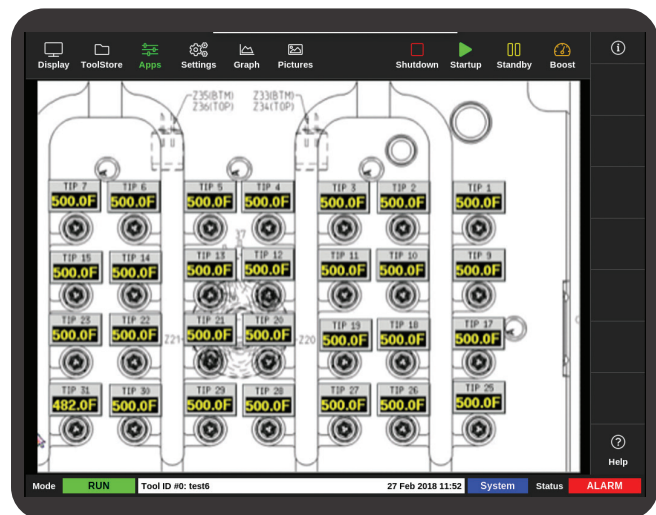 Display ToolStore Apps Settings Graph Pictures Shutdown Startup Standby Boost
Z35(BTM) Z33(BTM)
Z36(TOP) Z34(TOP)
TIP 7 TIP 6 TIP 5 TIP 4 TIP 3 TIP 2 TIP 1
500.0F 500.0F 500.0F 500.0F 500.0F 500.0F 500.0F
37
TIP 15 TIP 14 TIP 13 TIP 12 TIP 11 TIP 10 TIP 9
500.0F 500.0F 500.0F 500.0F 500.0F 500.0F 500.0F
TIP 23 TIP 22 TIP 21 TIP 20 TIP 19 TIP 18 TIP 17
500.0F 500.0F Z21 500.0F 500.0F Z20 500.0F 500.0F 500.0F
TIP 31 TIP 30 TIP 29 TIP 28 TIP 27 TIP 26 TIP 25
482.0F 500.0F 500.0F 500.0F 500.0F 500.0F 500.0F
? Help
Mode RUN Tool ID #0: test6 27 Feb 2018 11:52 System Status ALARM